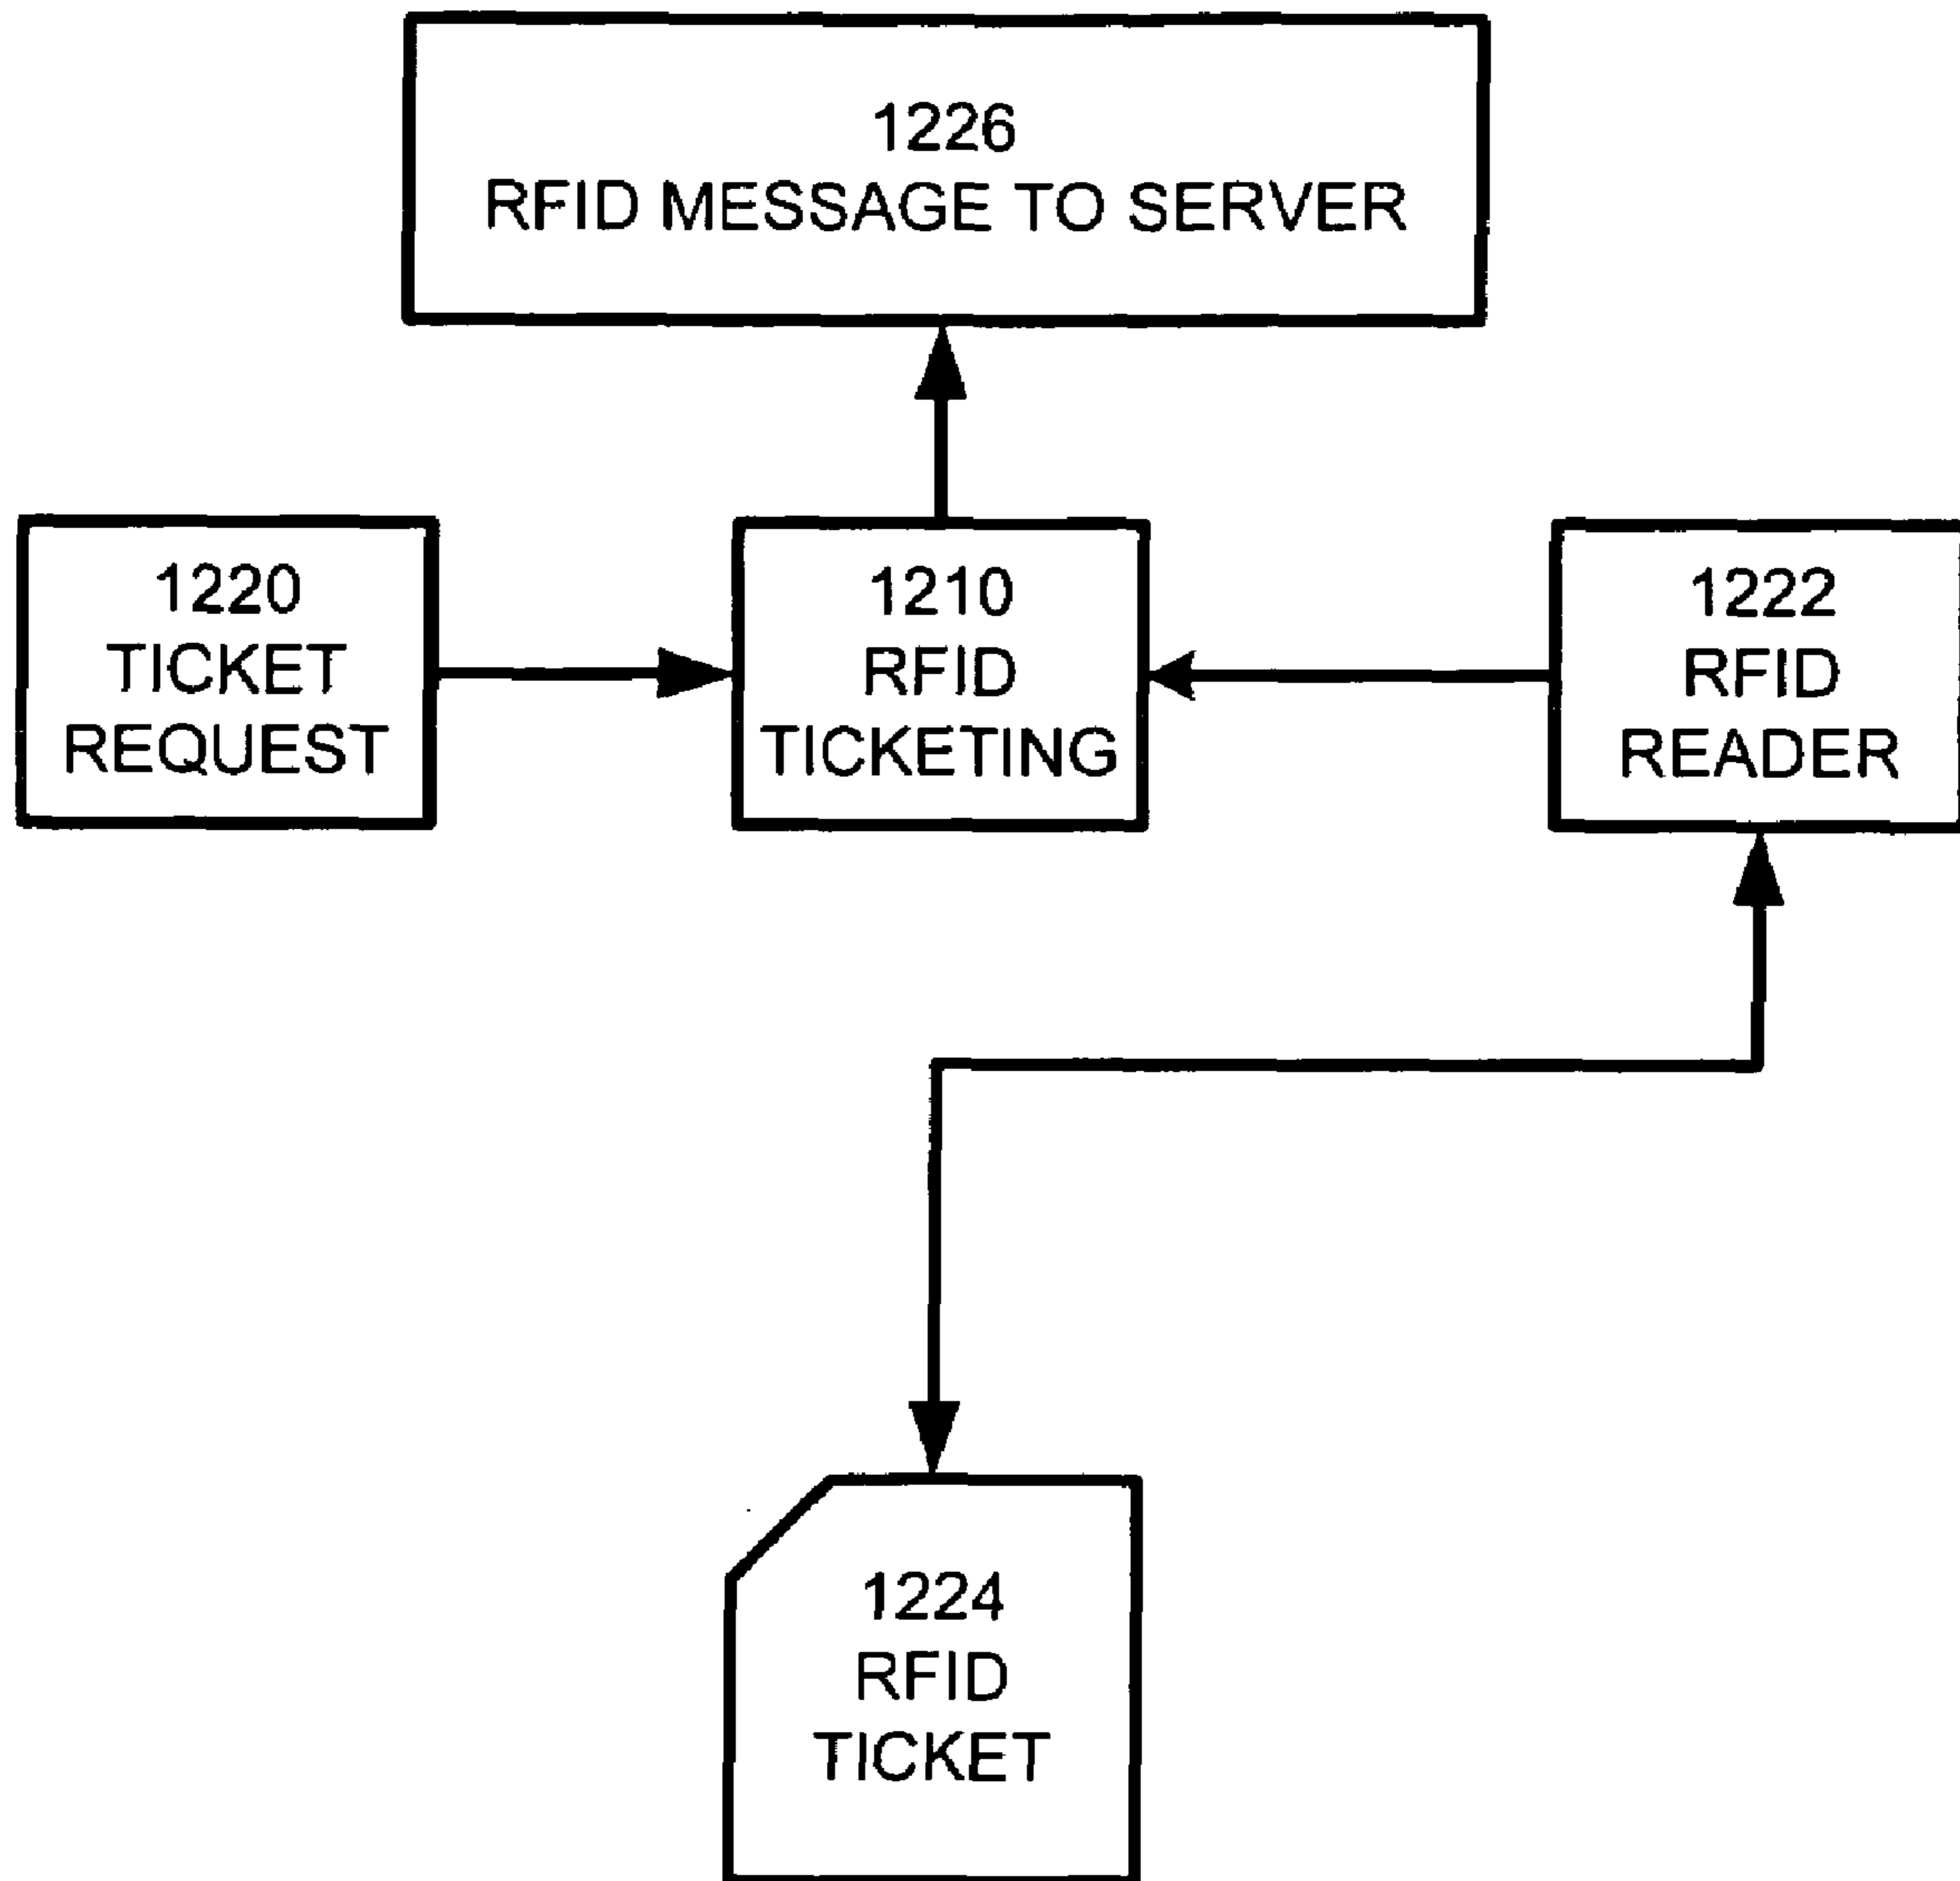 1226
RFID MESSAGE TO SERVER
1220
TICKET
REQUEST
1210
RFID
TICKETING
1222
RFID
READER
1224
RFID
TICKET